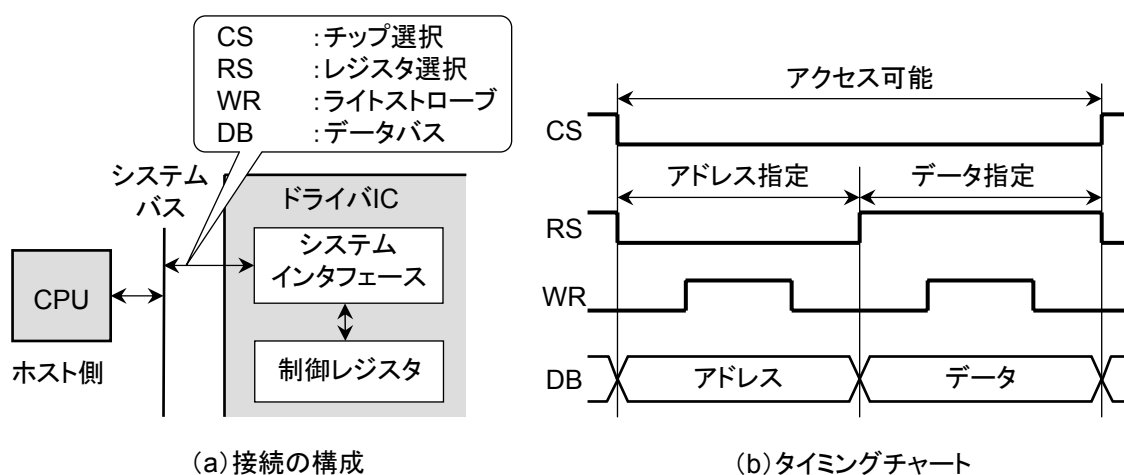 CS :チップ選択
RS :レジスタ選択
WR :ライトストローブ
DB :データバス
システム
バス
ドライバIC
システム
インタフェース
CPU
制御レジスタ
ホスト側
(a)接続の構成
アクセス可能
CS
アドレス指定
データ指定
RS
WR
DB
アドレス
データ
(b)タイミングチャート